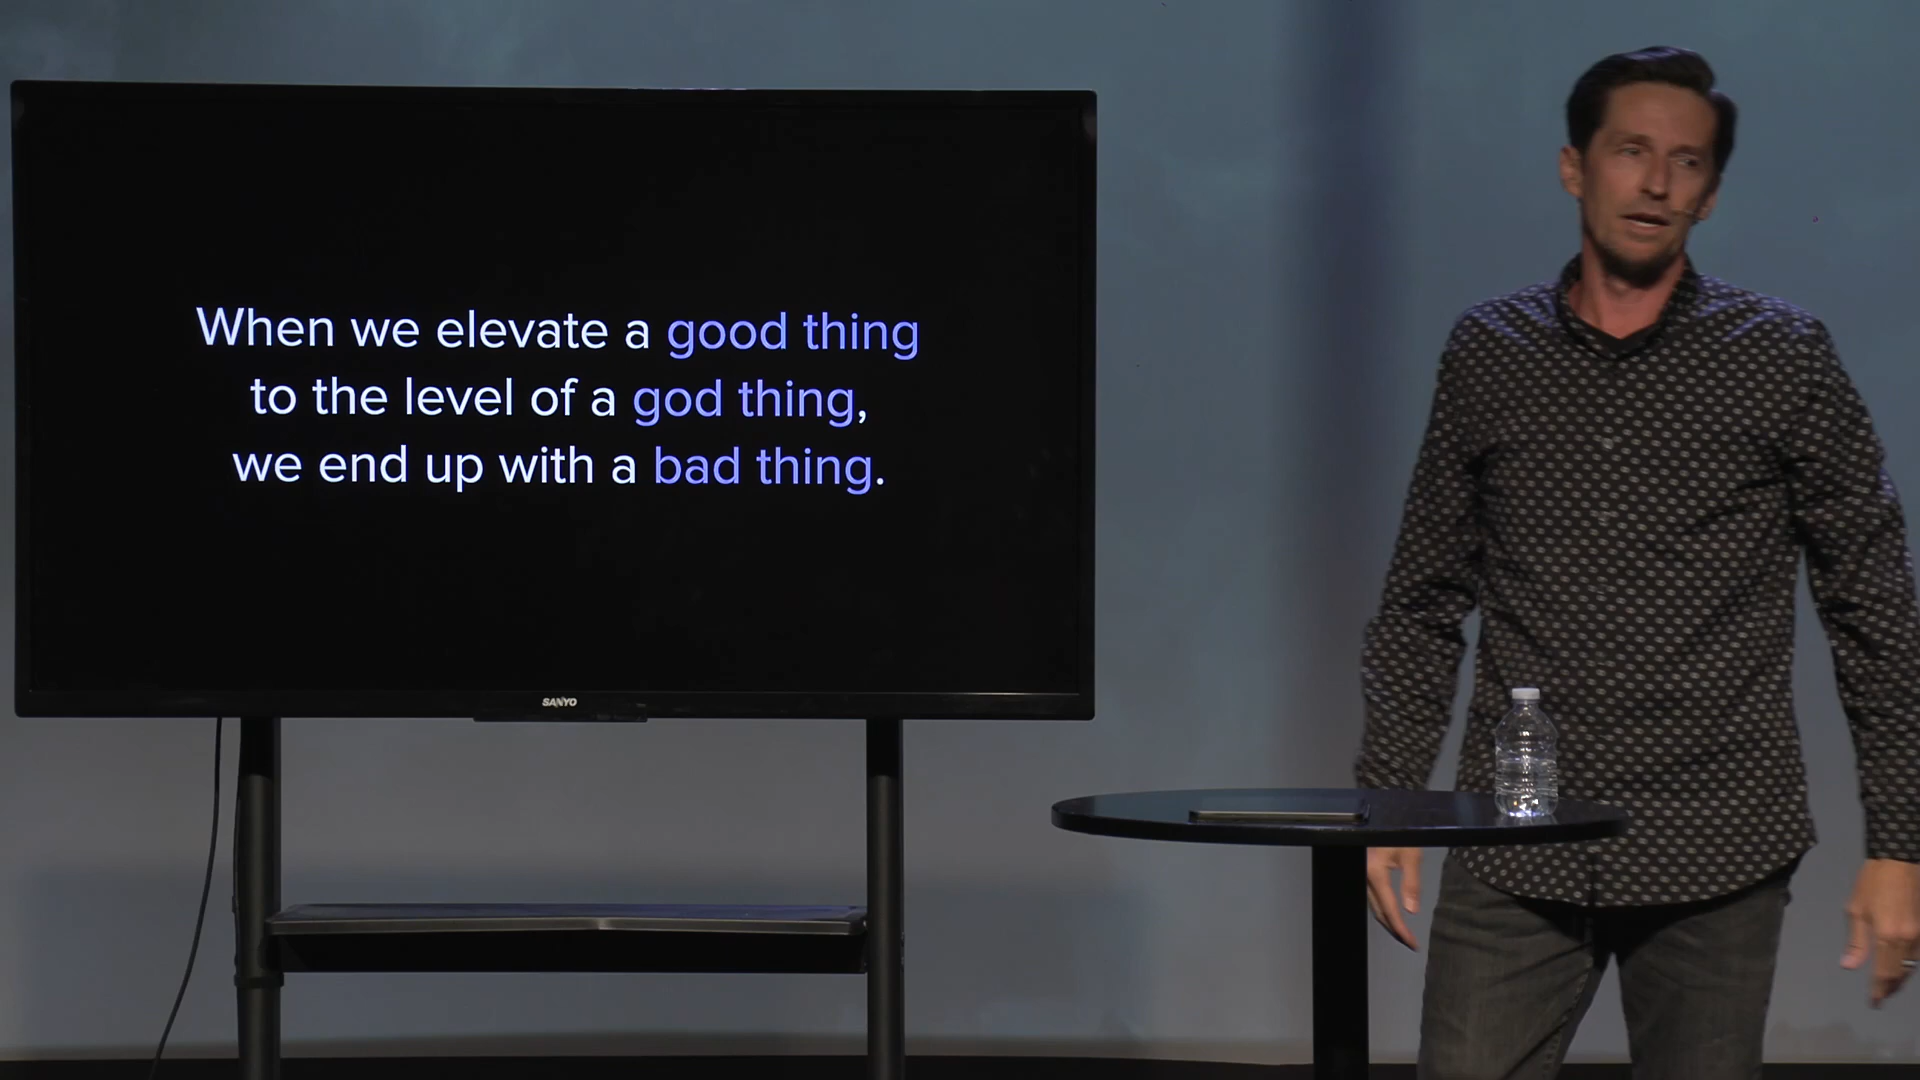 When we elevate a good thing
to the level of a god thing,
we end up with a bad thing.
SANYO